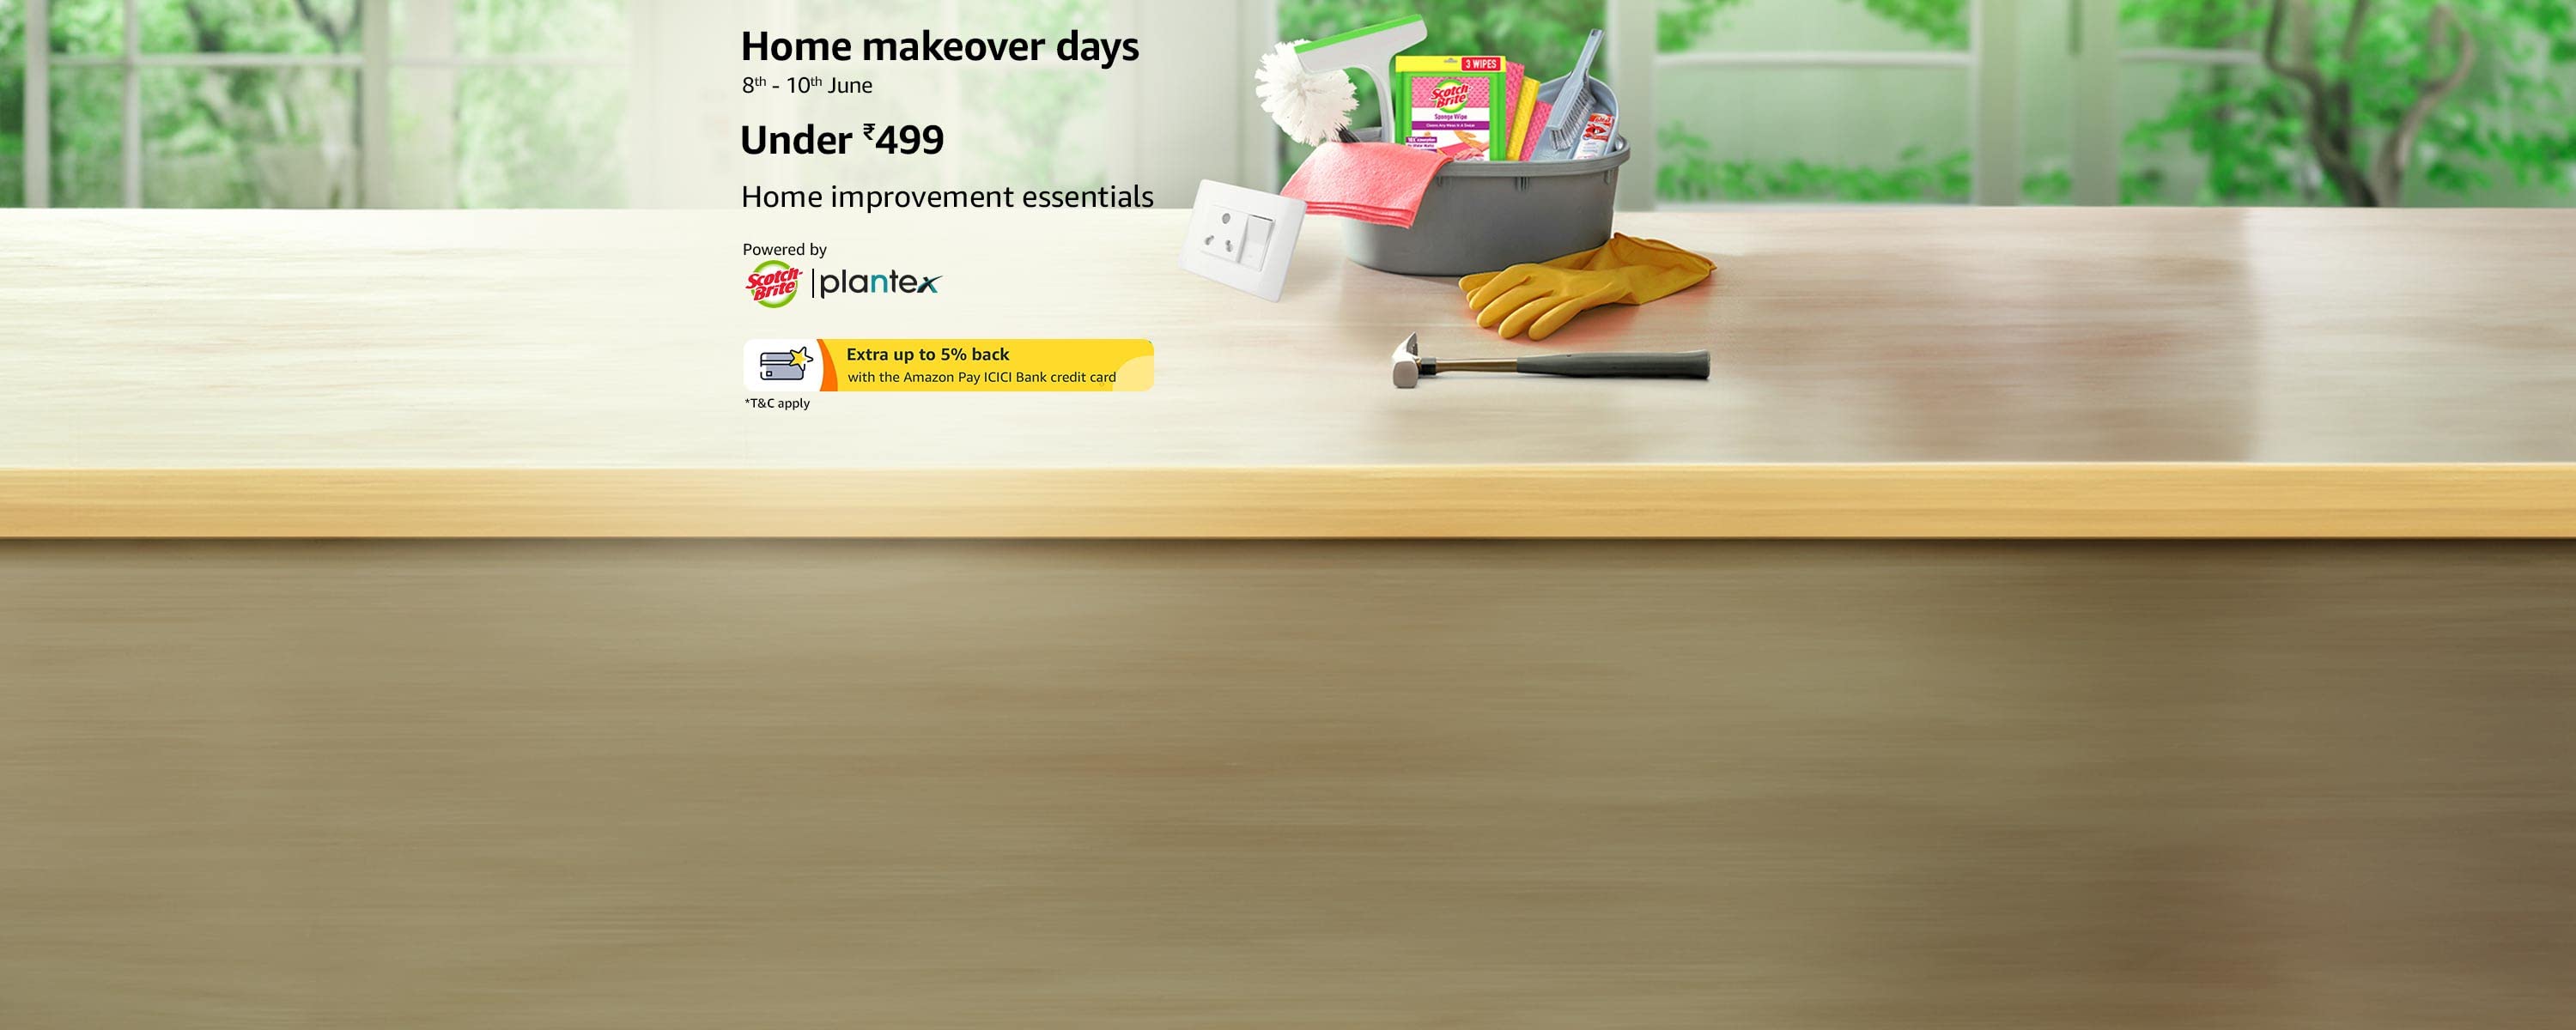 Home makeover days
8th - 10th June
Under ₹499
Home improvement essentials
Powered by
Scotch-Brite | plantex
Extra up to 5% back
with the Amazon Pay ICICI Bank credit card
*T&C apply
3 WIPES
Scotch
Brite
Sponge Wipe